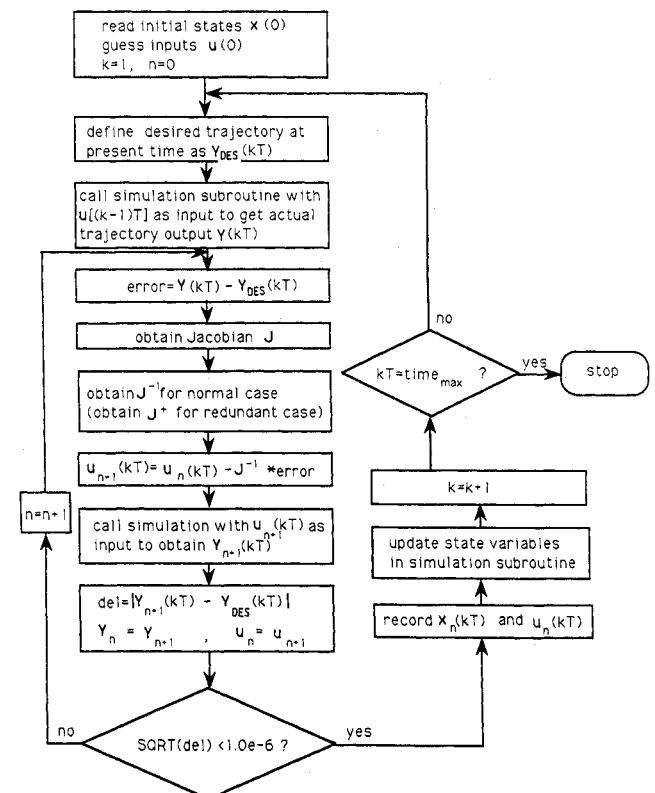 read initial states x(0)
guess inputs u(0)
k=1, n=0
define desired trajectory at
present time as Y_DES(kT)
call simulation subroutine with
u[(k-1)T] as input to get actual
trajectory output Y(kT)
error=Y(kT) - Y_DES(kT)
obtain Jacobian J
obtain J^-1 for normal case
(obtain J^+ for redundant case)
u_n+1(kT)= u_n(kT) -J^-1 *error
n=n+1
call simulation with u_n+1(kT) as
input to obtain Y_n+1(kT)
del=|Y_n+1(kT) - Y_DES(kT)|
Y_n = Y_n+1 , u_n = u_n+1
SQRT(del) <1.0e-6 ?
no
yes
record x_n(kT) and u_n(kT)
update state variables
in simulation subroutine
k=k+1
kT=time_max ?
no
yes
stop